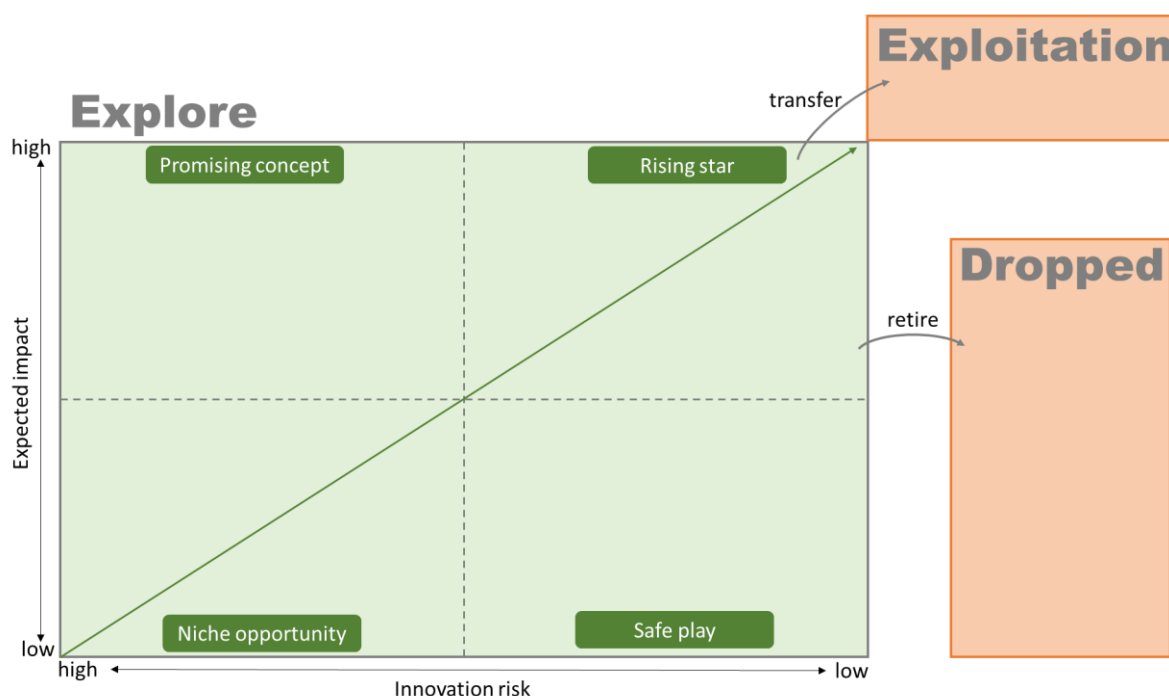 Exploitation
transfer
Explore
high
Promising concept
Rising star
Dropped
retire
Expected impact
Niche opportunity
Safe play
low
high
low
Innovation risk